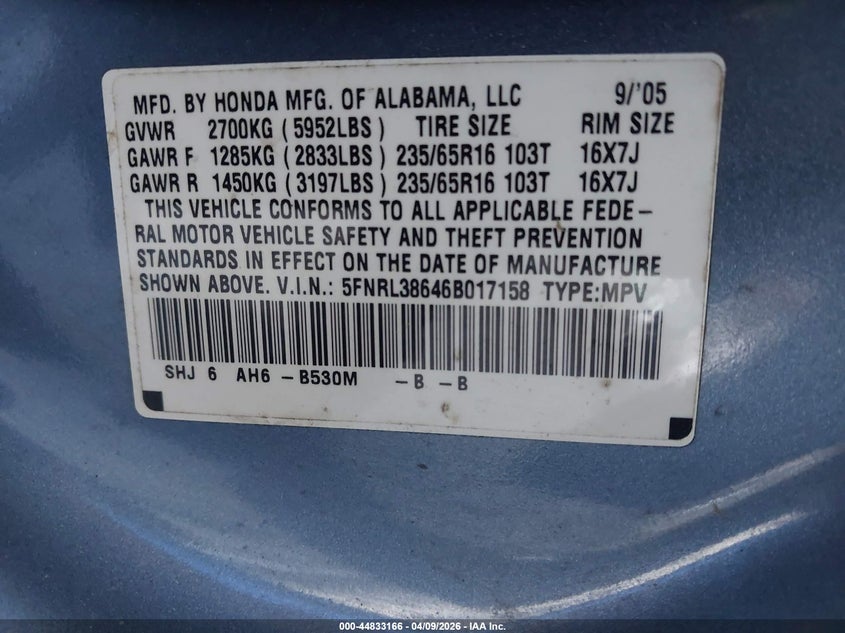 MFD. BY HONDA MFG. OF ALABAMA, LLC 9/'05
GVWR 2700KG (5952LBS) TIRE SIZE RIM SIZE
GAWR F 1285KG (2833LBS) 235/65R16 103T 16X7J
GAWR R 1450KG (3197LBS) 235/65R16 103T 16X7J
THIS VEHICLE CONFORMS TO ALL APPLICABLE FEDE-
RAL MOTOR VEHICLE SAFETY AND THEFT PREVENTION
STANDARDS IN EFFECT ON THE DATE OF MANUFACTURE
SHOWN ABOVE. V.I.N.: 5FNRL38646B017158 TYPE:MPV
SHJ 6 AH6 -B530M -B -B
000-44833166 - 04/09/2026 - IAA Inc.